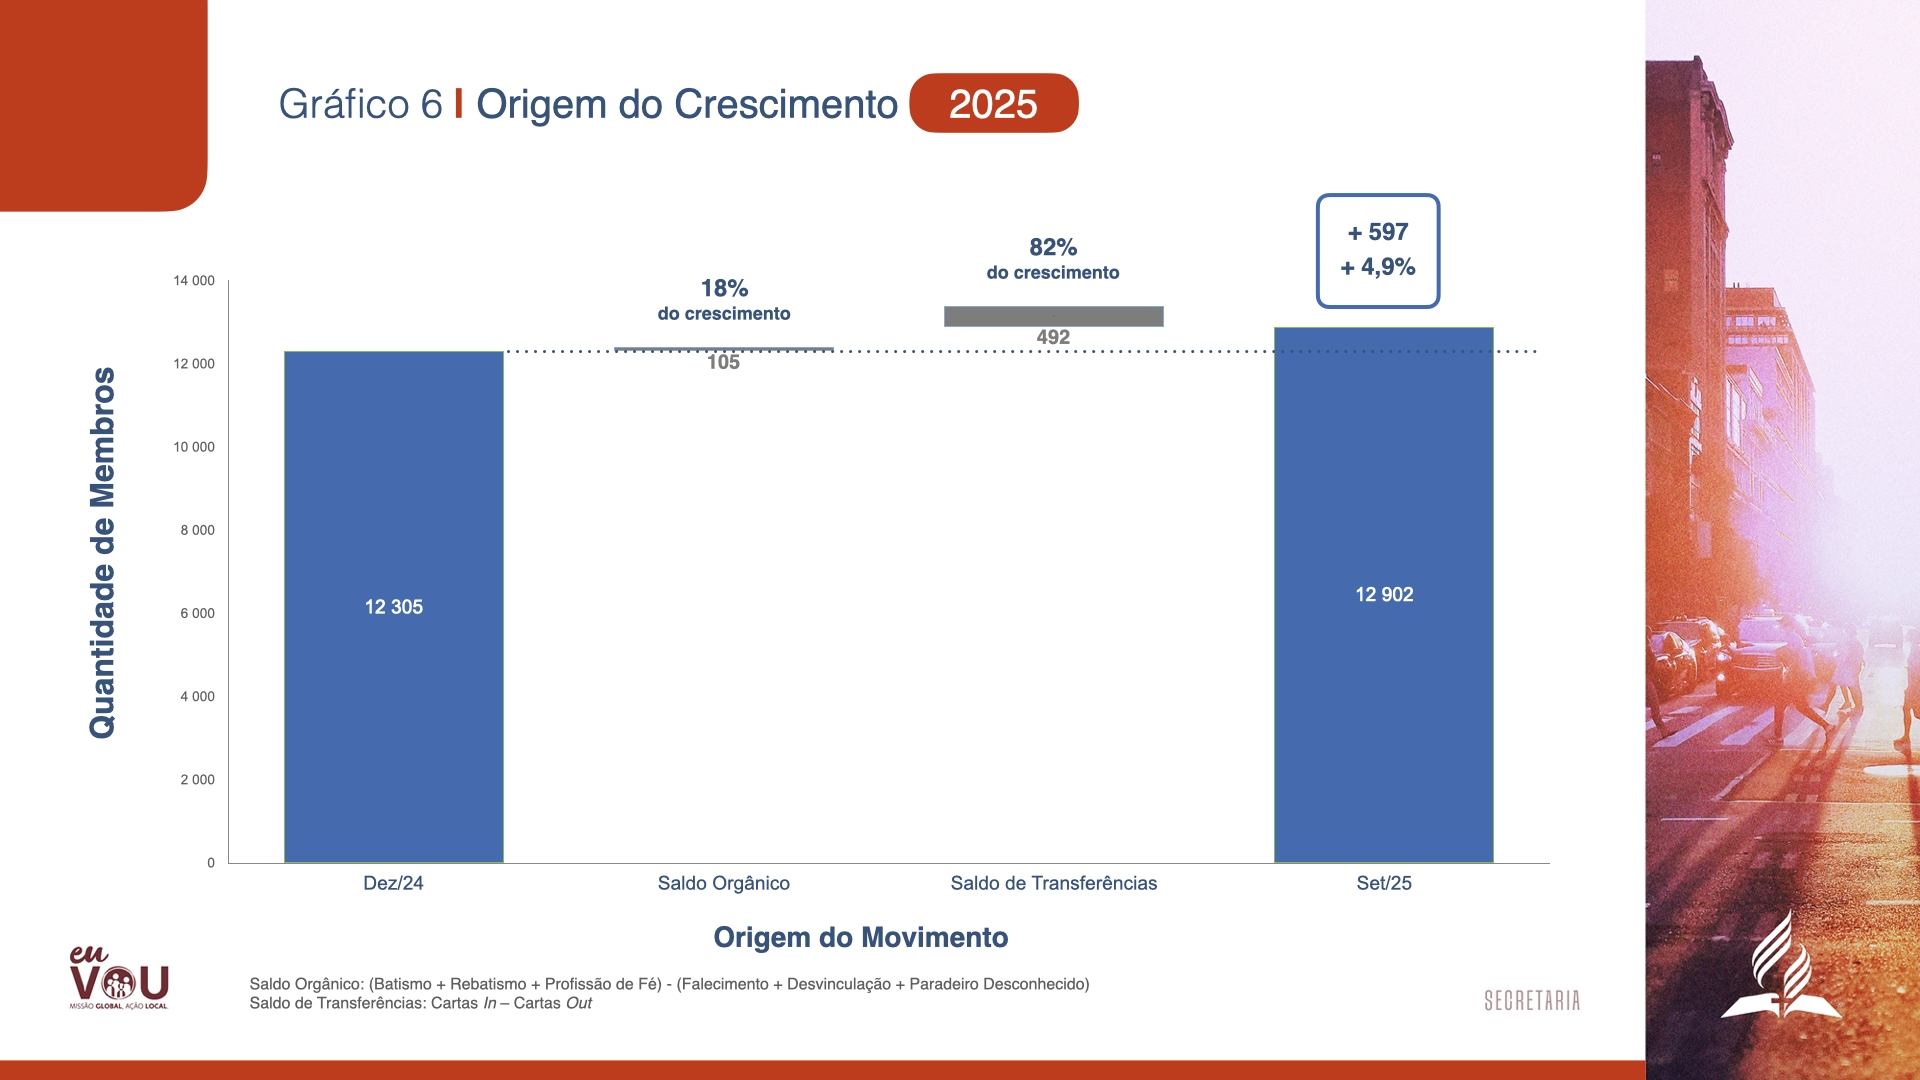 Gráfico 6 I Origem do Crescimento 2025
+ 597
+ 4,9%
82%
do crescimento
18%
do crescimento
14 000
12 000
10 000
8 000
6 000
4 000
2 000
0
Quantidade de Membros
105
492
12 305
12 902
Dez/24
Saldo Orgânico
Saldo de Transferências
Set/25
Origem do Movimento
Saldo Orgânico: (Batismo + Rebatismo + Profissão de Fé) - (Falecimento + Desvinculação + Paradeiro Desconhecido)
Saldo de Transferências: Cartas In – Cartas Out
eu
VOU
MISSÃO GLOBAL, AÇÃO LOCAL
SECRETARIA